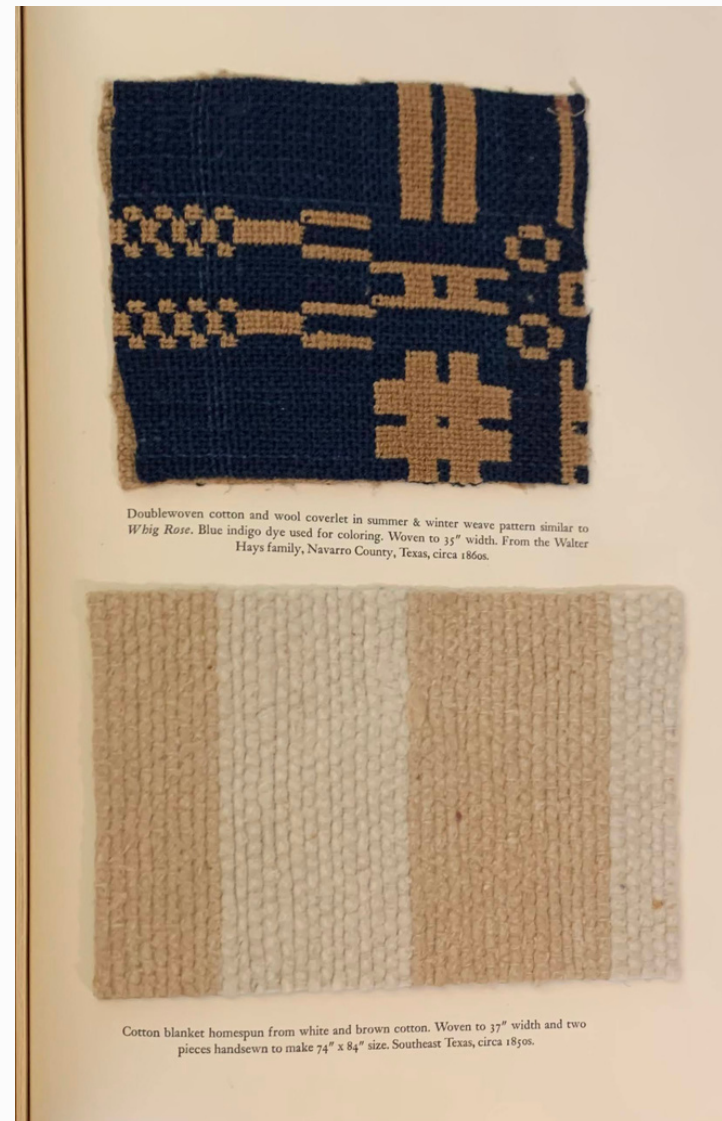 Doublewoven cotton and wool coverlet in summer & winter weave pattern similar to
Whig Rose. Blue indigo dye used for coloring. Woven to 35" width. From the Walter
Hays family, Navarro County, Texas, circa 1860s.
Cotton blanket homespun from white and brown cotton. Woven to 37" width and two
pieces handsewn to make 74" x 84" size. Southeast Texas, circa 1850s.